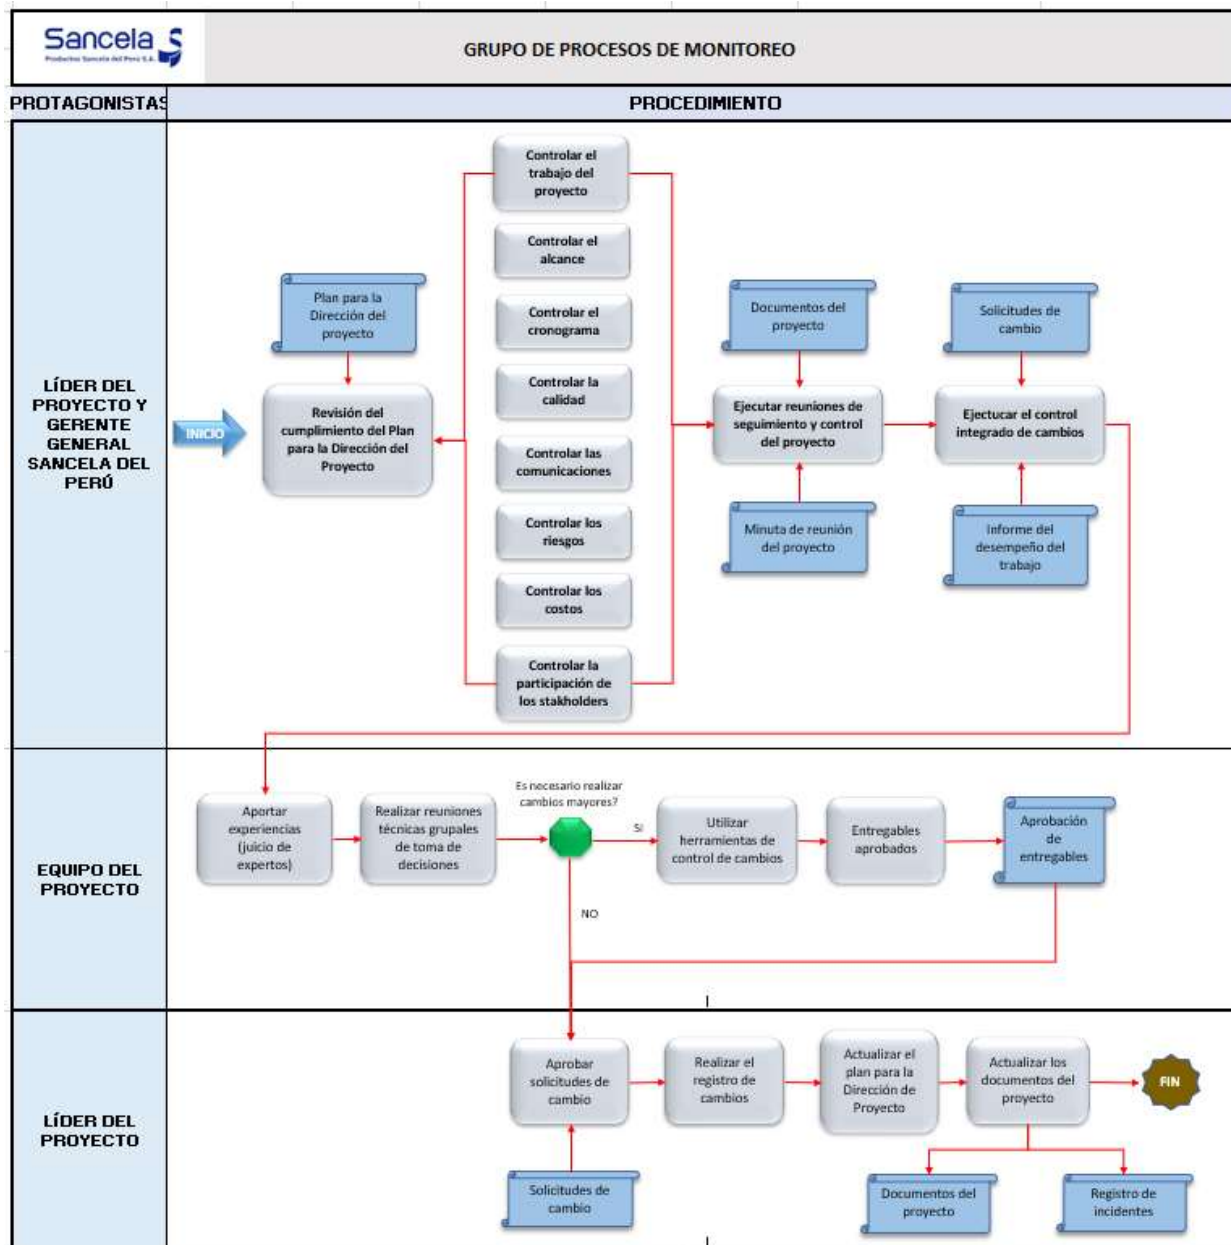 Sancela
Productos Sancela del Perú S.A.
GRUPO DE PROCESOS DE MONITOREO
PROTAGONISTAS
PROCEDIMIENTO
LÍDER DEL
PROYECTO Y
GERENTE
GENERAL
SANCELA DEL
PERÚ
INICIO
Plan para la
Dirección del
proyecto
Revisión del
cumplimiento del Plan
para la Dirección del
Proyecto
Controlar el
trabajo del
proyecto
Controlar el
alcance
Controlar el
cronograma
Controlar la
calidad
Controlar las
comunicaciones
Controlar los
riesgos
Controlar los
costos
Controlar la
participación de
los stakholders
Documentos del
proyecto
Ejecutar reuniones de
seguimiento y control
del proyecto
Minuta de reunión
del proyecto
Solicitudes de
cambio
Ejectucar el control
integrado de cambios
Informe del
desempeño del
trabajo
EQUIPO DEL
PROYECTO
Aportar
experiencias
(juicio de
expertos)
Realizar reuniones
técnicas grupales
de toma de
decisiones
Es necesario realizar
cambios mayores?
SI
NO
Utilizar
herramientas de
control de cambios
Entregables
aprobados
Aprobación
de
entregables
LÍDER DEL
PROYECTO
Aprobar
solicitudes de
cambio
Solicitudes de
cambio
Realizar el
registro de
cambios
Actualizar el
plan para la
Dirección de
Proyecto
Actualizar los
documentos del
proyecto
FIN
Documentos del
proyecto
Registro de
incidentes